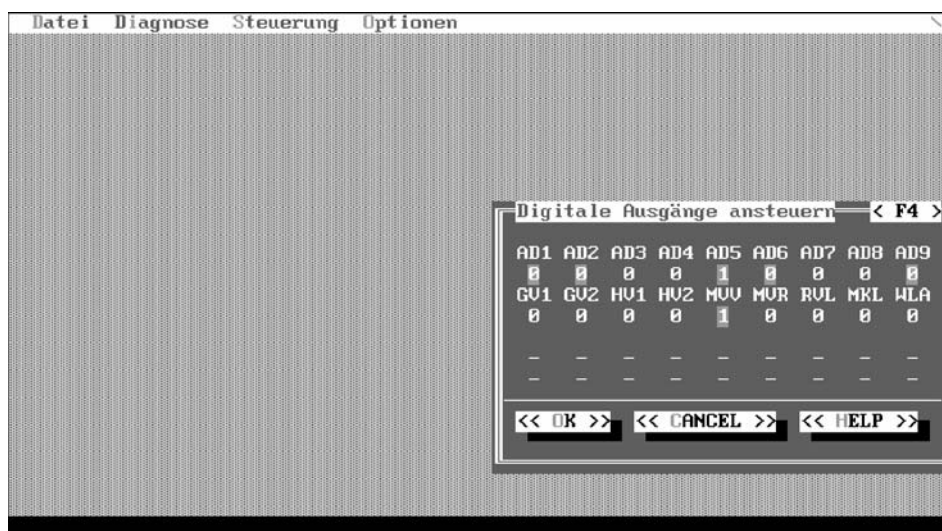 Datei Diagnose Steuerung Optionen
Digitale Ausgänge ansteuern < F4 >
AD1 AD2 AD3 AD4 AD5 AD6 AD7 AD8 AD9
0 0 0 0 1 0 0 0 0
GV1 GV2 HV1 HV2 MVV MVR RVL MKL WLA
0 0 0 0 1 0 0 0 0
– – – – – – – – –
– – – – – – – – –
<< OK >> << CANCEL >> << HELP >>